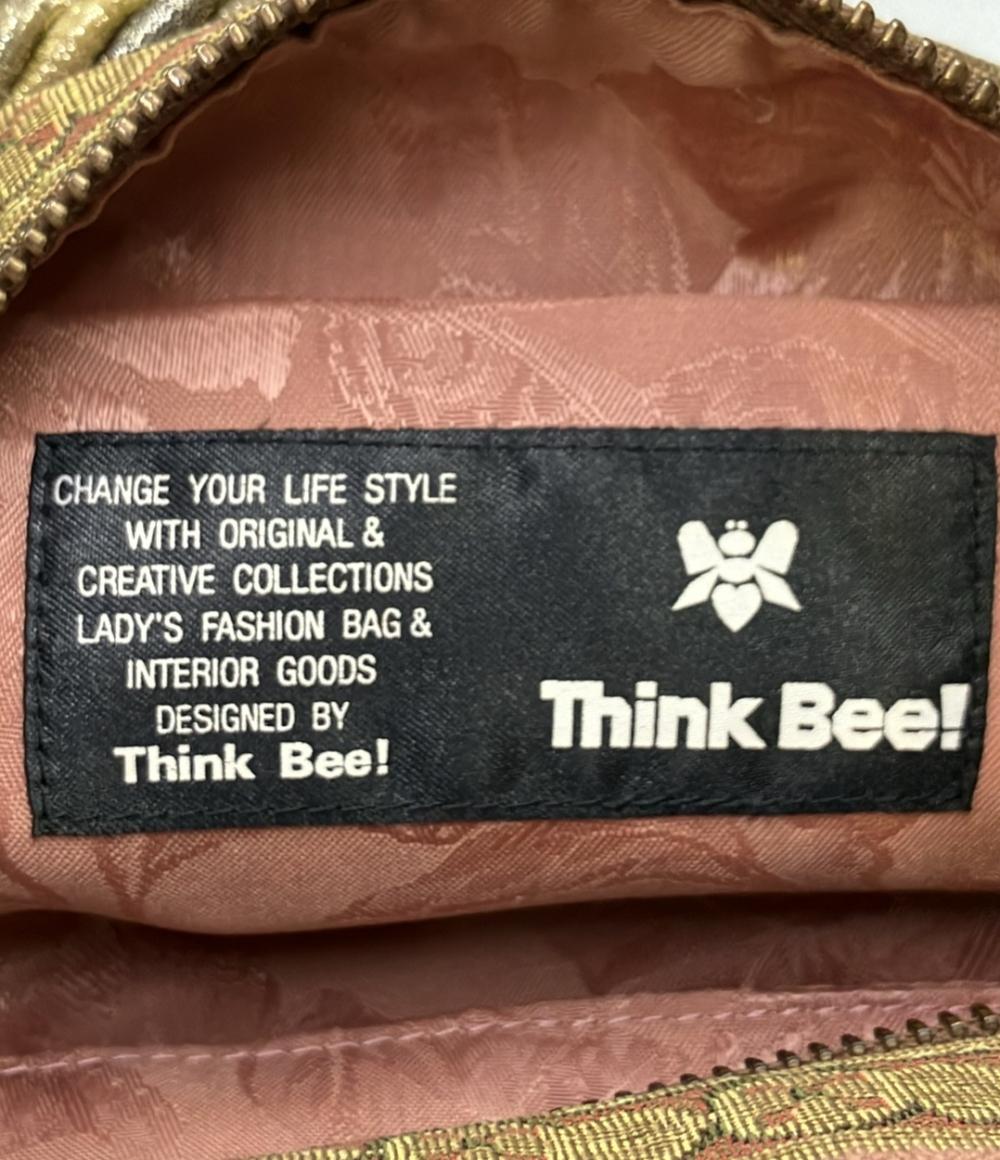 CHANGE YOUR LIFE STYLE
WITH ORIGINAL &
CREATIVE COLLECTIONS
LADY'S FASHION BAG &
INTERIOR GOODS
DESIGNED BY
Think Bee!
Think Bee!